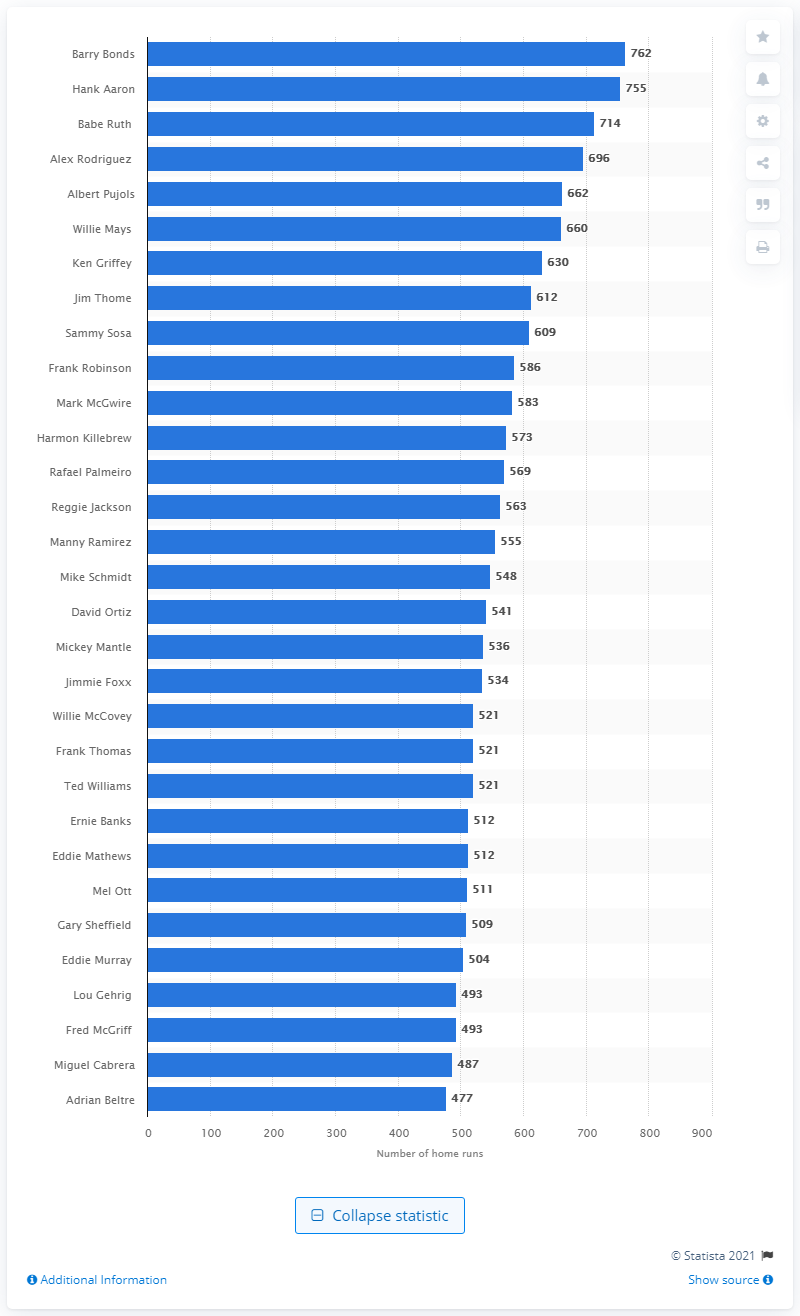 Barry Bonds 762
Hank Aaron 755
Babe Ruth 714
Alex Rodriguez 696
Albert Pujols 662
Willie Mays 660
Ken Griffey 630
Jim Thome 612
Sammy Sosa 609
Frank Robinson 586
Mark McGwire 583
Harmon Killebrew 573
Rafael Palmeiro 569
Reggie Jackson 563
Manny Ramirez 555
Mike Schmidt 548
David Ortiz 541
Mickey Mantle 536
Jimmie Foxx 534
Willie McCovey 521
Frank Thomas 521
Ted Williams 521
Ernie Banks 512
Eddie Mathews 512
Mel Ott 511
Gary Sheffield 509
Eddie Murray 504
Lou Gehrig 493
Fred McGriff 493
Miguel Cabrera 487
Adrian Beltre 477
0 100 200 300 400 500 600 700 800 900
Number of home runs
Collapse statistic
© Statista 2021
Additional Information Show source